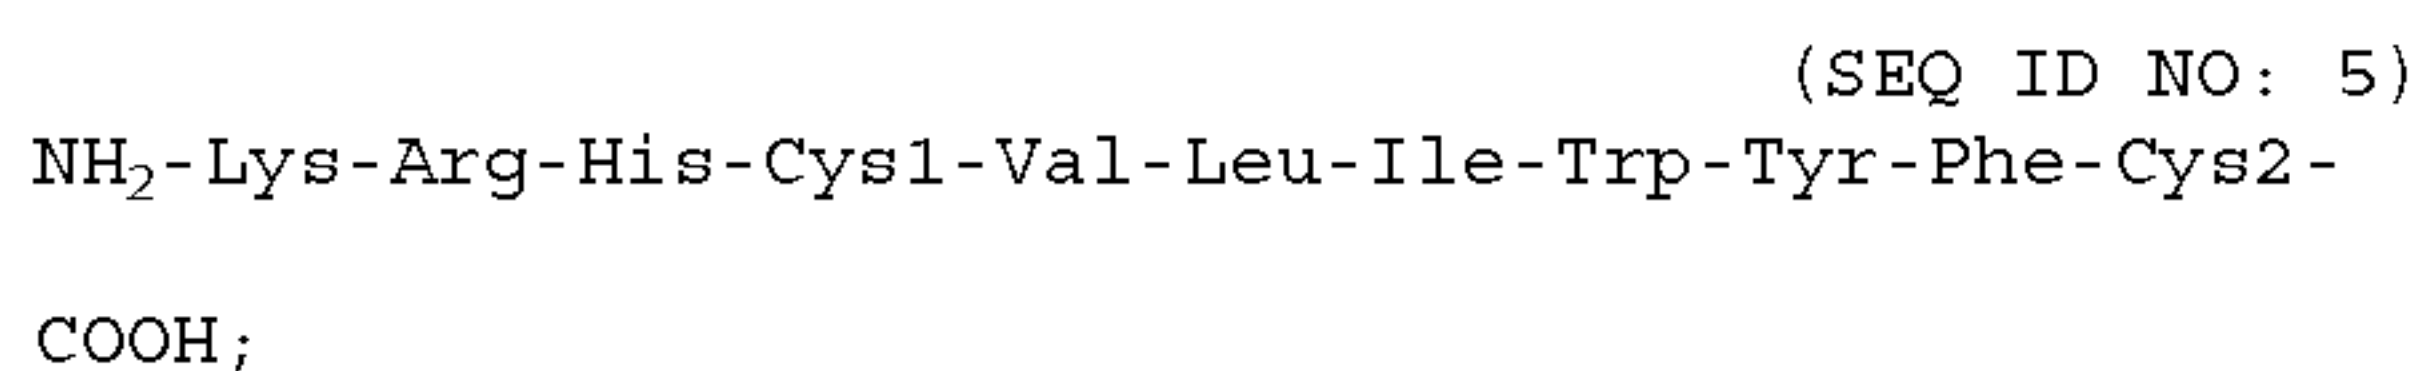 (SEQ ID NO: 5)
NH₂-Lys-Arg-His-Cys1-Val-Leu-Ile-Trp-Tyr-Phe-Cys2-
COOH;